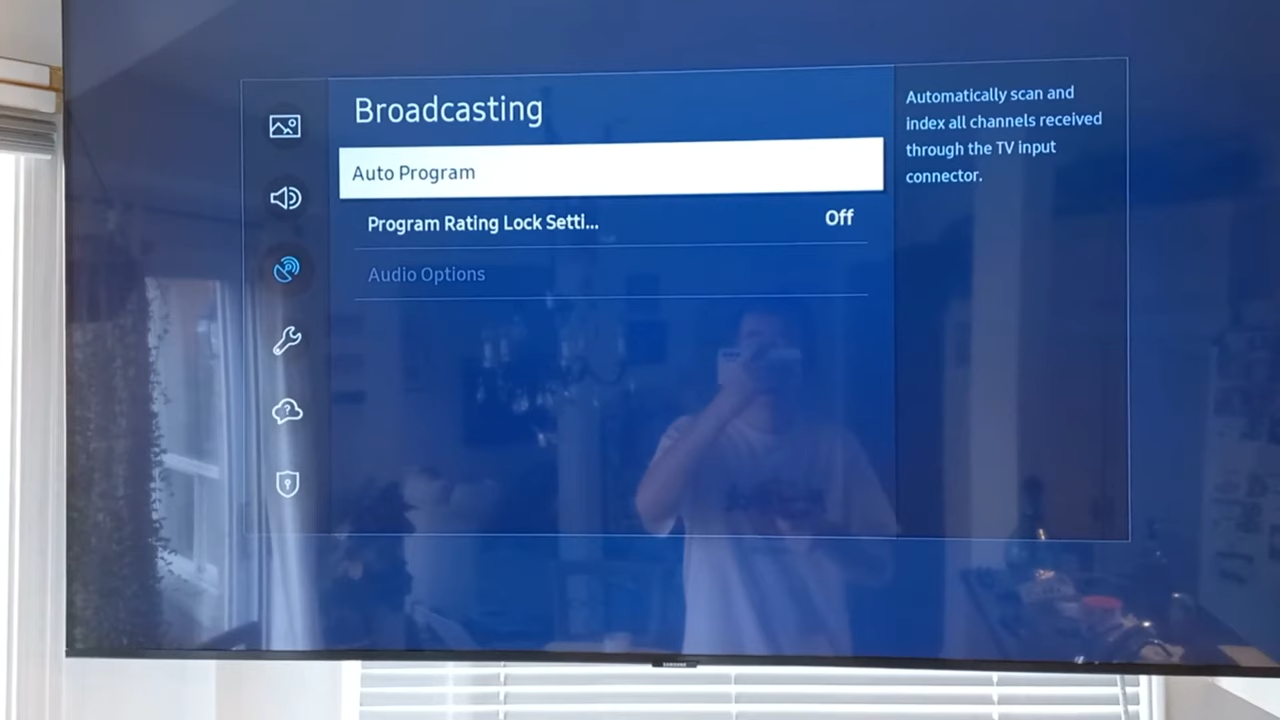 Broadcasting
Auto Program
Program Rating Lock Setti...
Off
Audio Options
Automatically scan and
index all channels received
through the TV input
connector.
SAMSUNG